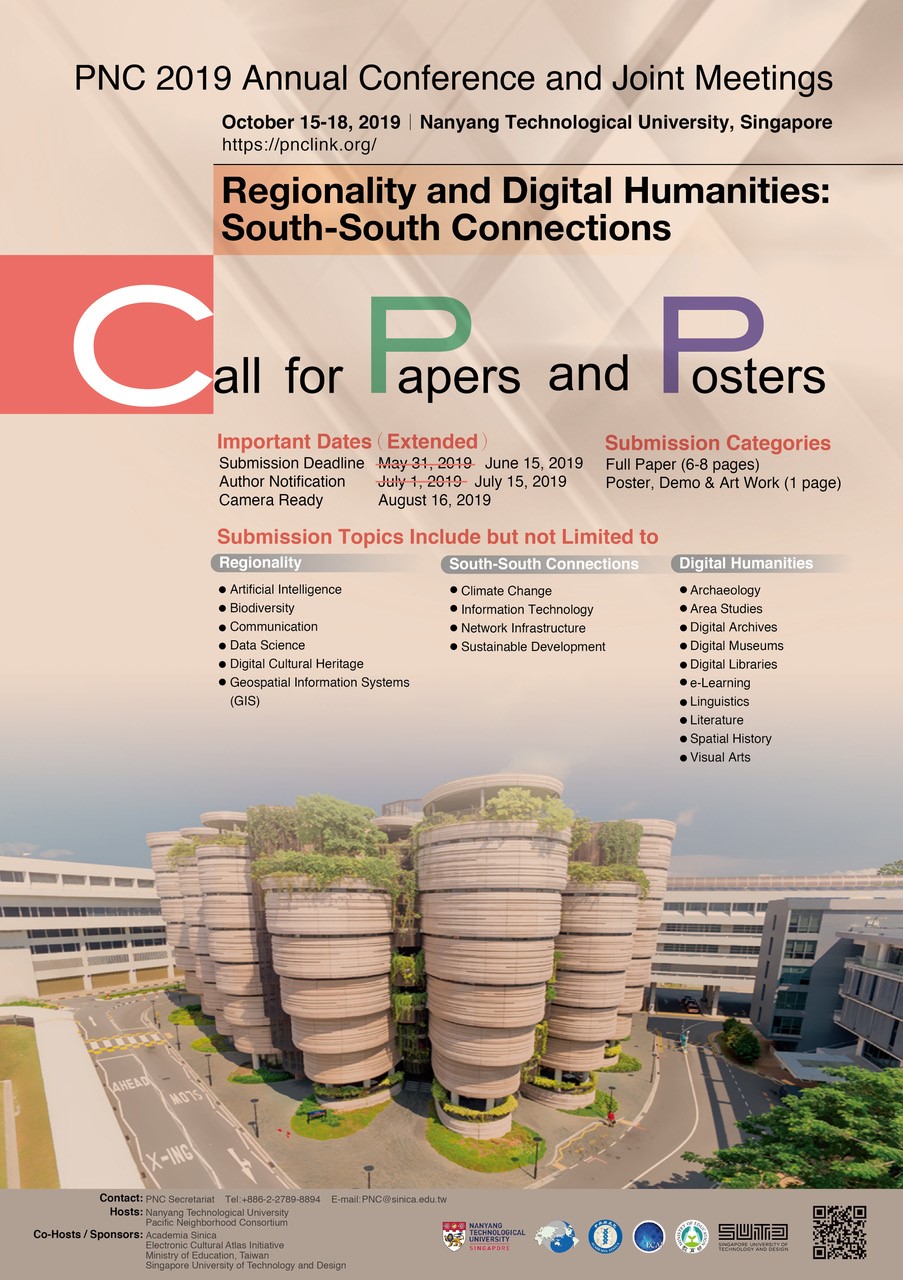 PNC 2019 Annual Conference and Joint Meetings
October 15-18, 2019 | Nanyang Technological University, Singapore
https://pnclink.org/
Regionality and Digital Humanities:
South-South Connections
Call for Papers and Posters
Important Dates (Extended)
Submission Deadline May 31, 2019 June 15, 2019
Author Notification July 1, 2019 July 15, 2019
Camera Ready August 16, 2019
Submission Categories
Full Paper (6-8 pages)
Poster, Demo & Art Work (1 page)
Submission Topics Include but not Limited to
Regionality
● Artificial Intelligence
● Biodiversity
● Communication
● Data Science
● Digital Cultural Heritage
● Geospatial Information Systems
(GIS)
South-South Connections
● Climate Change
● Information Technology
● Network Infrastructure
● Sustainable Development
Digital Humanities
● Archaeology
● Area Studies
● Digital Archives
● Digital Museums
● Digital Libraries
● e-Learning
● Linguistics
● Literature
● Spatial History
● Visual Arts
AHEAD
SLOW
X-ING
Contact: PNC Secretariat Tel:+886-2-2789-8894 E-mail:PNC@sinica.edu.tw
Hosts: Nanyang Technological University
Pacific Neighborhood Consortium
Co-Hosts / Sponsors: Academia Sinica
Electronic Cultural Atlas Initiative
Ministry of Education, Taiwan
Singapore University of Technology and Design
NANYANG
TECHNOLOGICAL
UNIVERSITY
SINGAPORE
ECAI
SUTD
SINGAPORE UNIVERSITY OF
TECHNOLOGY AND DESIGN